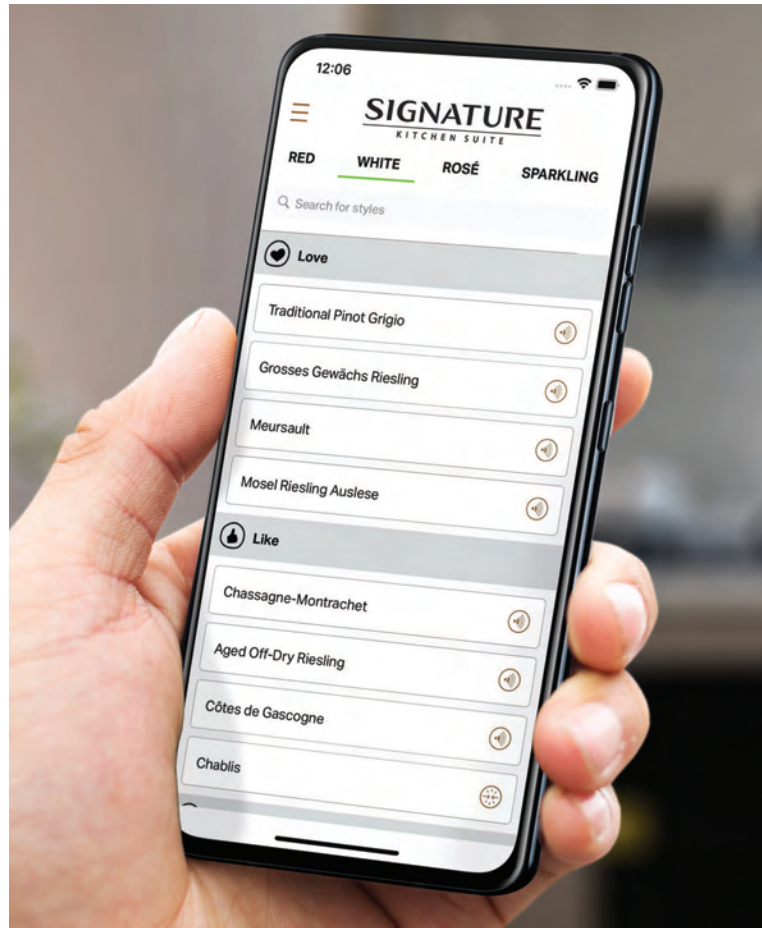 12:06
SIGNATURE
KITCHEN SUITE
RED WHITE ROSÉ SPARKLING
Search for styles
Love
Traditional Pinot Grigio
Grosses Gewächs Riesling
Meursault
Mosel Riesling Auslese
Like
Chassagne-Montrachet
Aged Off-Dry Riesling
Côtes de Gascogne
Chablis